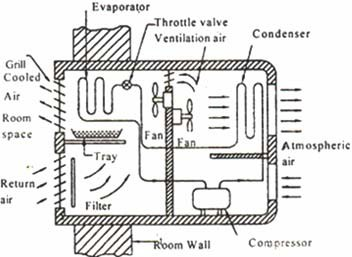 Evaporator
Throttle valve
Ventilation air
Condenser
Grill
Cooled
Air
Room
space
Fan
Fan
Tray
Atmospheric
air
Return
air
Filter
Room Wall
Compressor